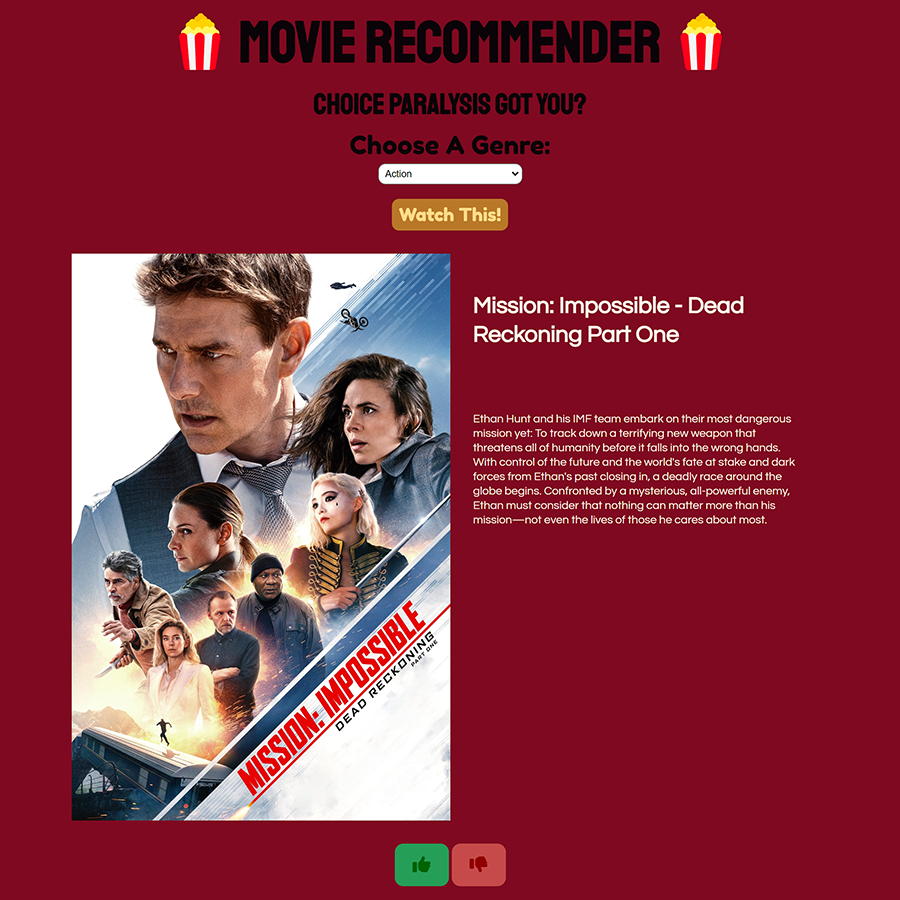 MOVIE RECOMMENDER
CHOICE PARALYSIS GOT YOU?
Choose A Genre:
Action
Watch This!
Mission: Impossible - Dead
Reckoning Part One
Ethan Hunt and his IMF team embark on their most dangerous
mission yet: To track down a terrifying new weapon that
threatens all of humanity before it falls into the wrong hands.
With control of the future and the world's fate at stake and dark
forces from Ethan's past closing in, a deadly race around the
globe begins. Confronted by a mysterious, all-powerful enemy,
Ethan must consider that nothing can matter more than his
mission—not even the lives of those he cares about most.
MISSION: IMPOSSIBLE
DEAD RECKONING
PART ONE